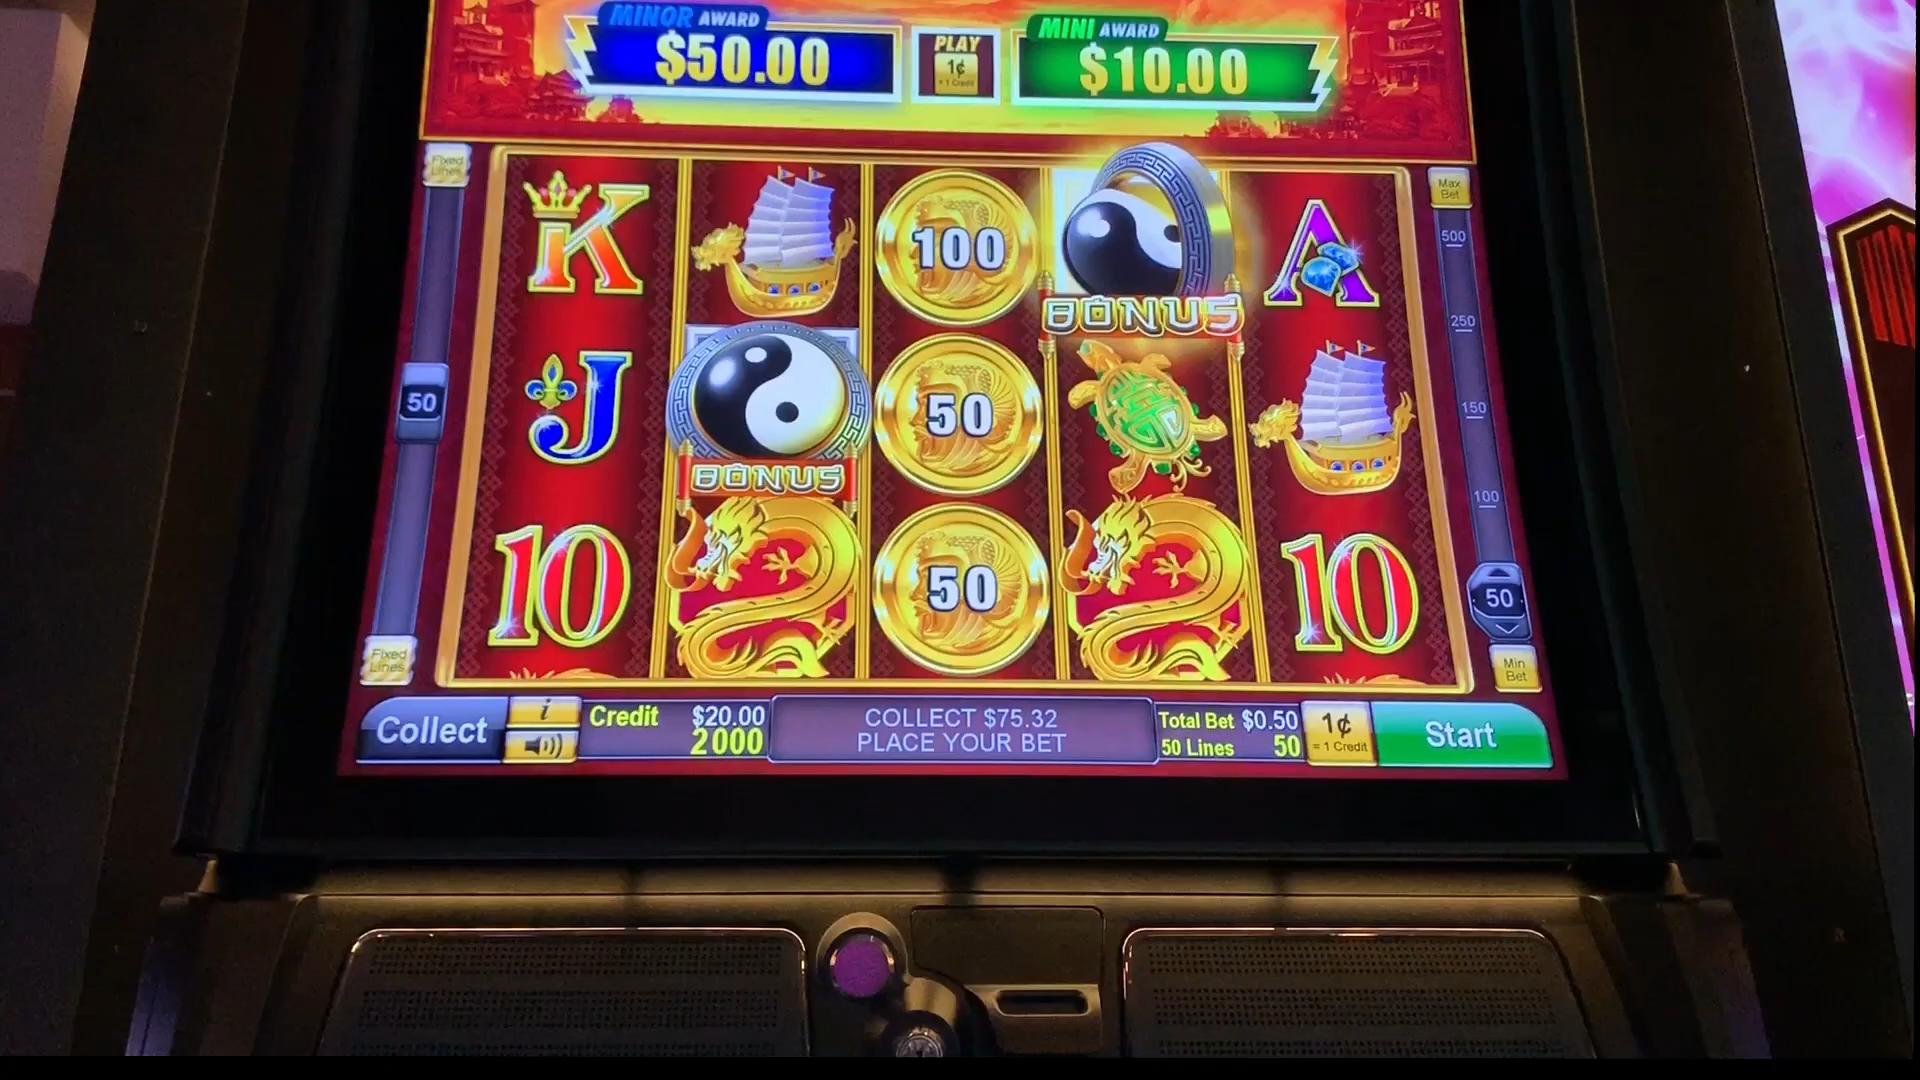 MINOR AWARD
$50.00
PLAY
1¢
= 1 Credit
MINI AWARD
$10.00
Fixed
Lines
Max
Bet
K
100
BONUS
A
500
250
50
J
BONUS
50
150
100
10
50
10
50
Fixed
Lines
Min
Bet
Collect
i
Credit $20.00
2000
COLLECT $75.32
PLACE YOUR BET
Total Bet $0.50
50 Lines 50
1¢
= 1 Credit
Start